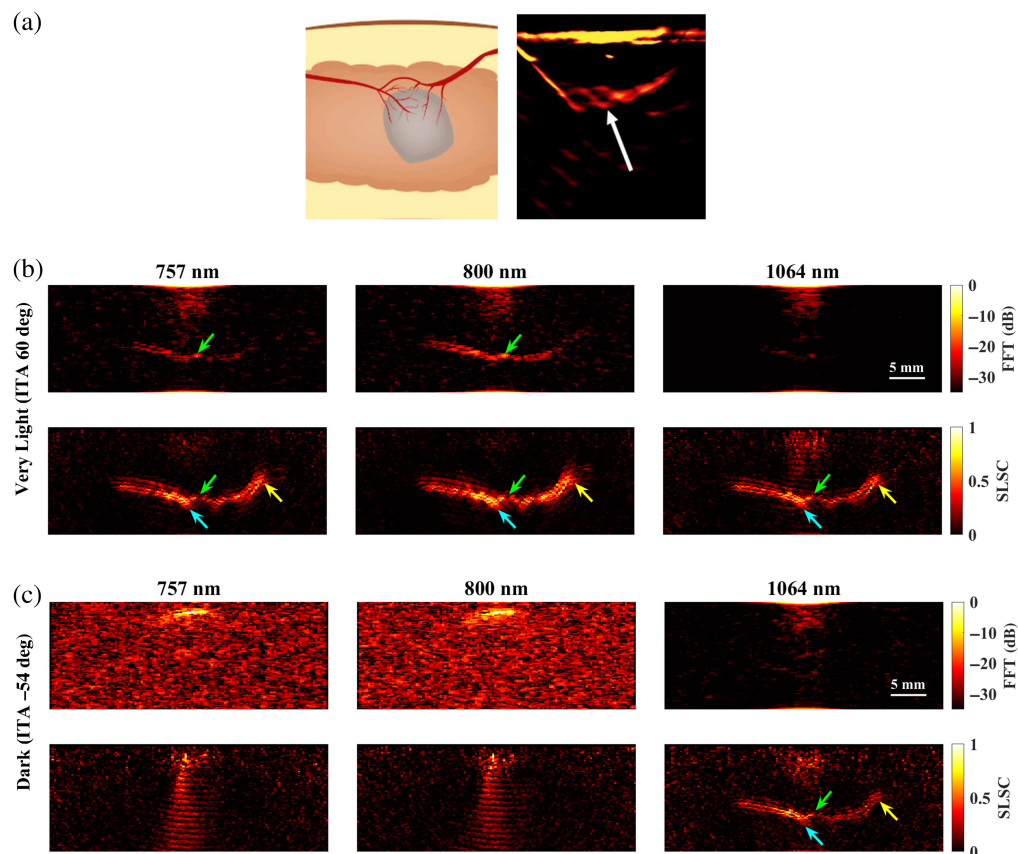 (a)
(b)
757 nm
800 nm
1064 nm
Very Light (ITA 60 deg)
5 mm
0
−10
−20
−30
FFT (dB)
1
0.5
0
SLSC
(c)
757 nm
800 nm
1064 nm
Dark (ITA −54 deg)
5 mm
0
−10
−20
−30
FFT (dB)
1
0.5
0
SLSC